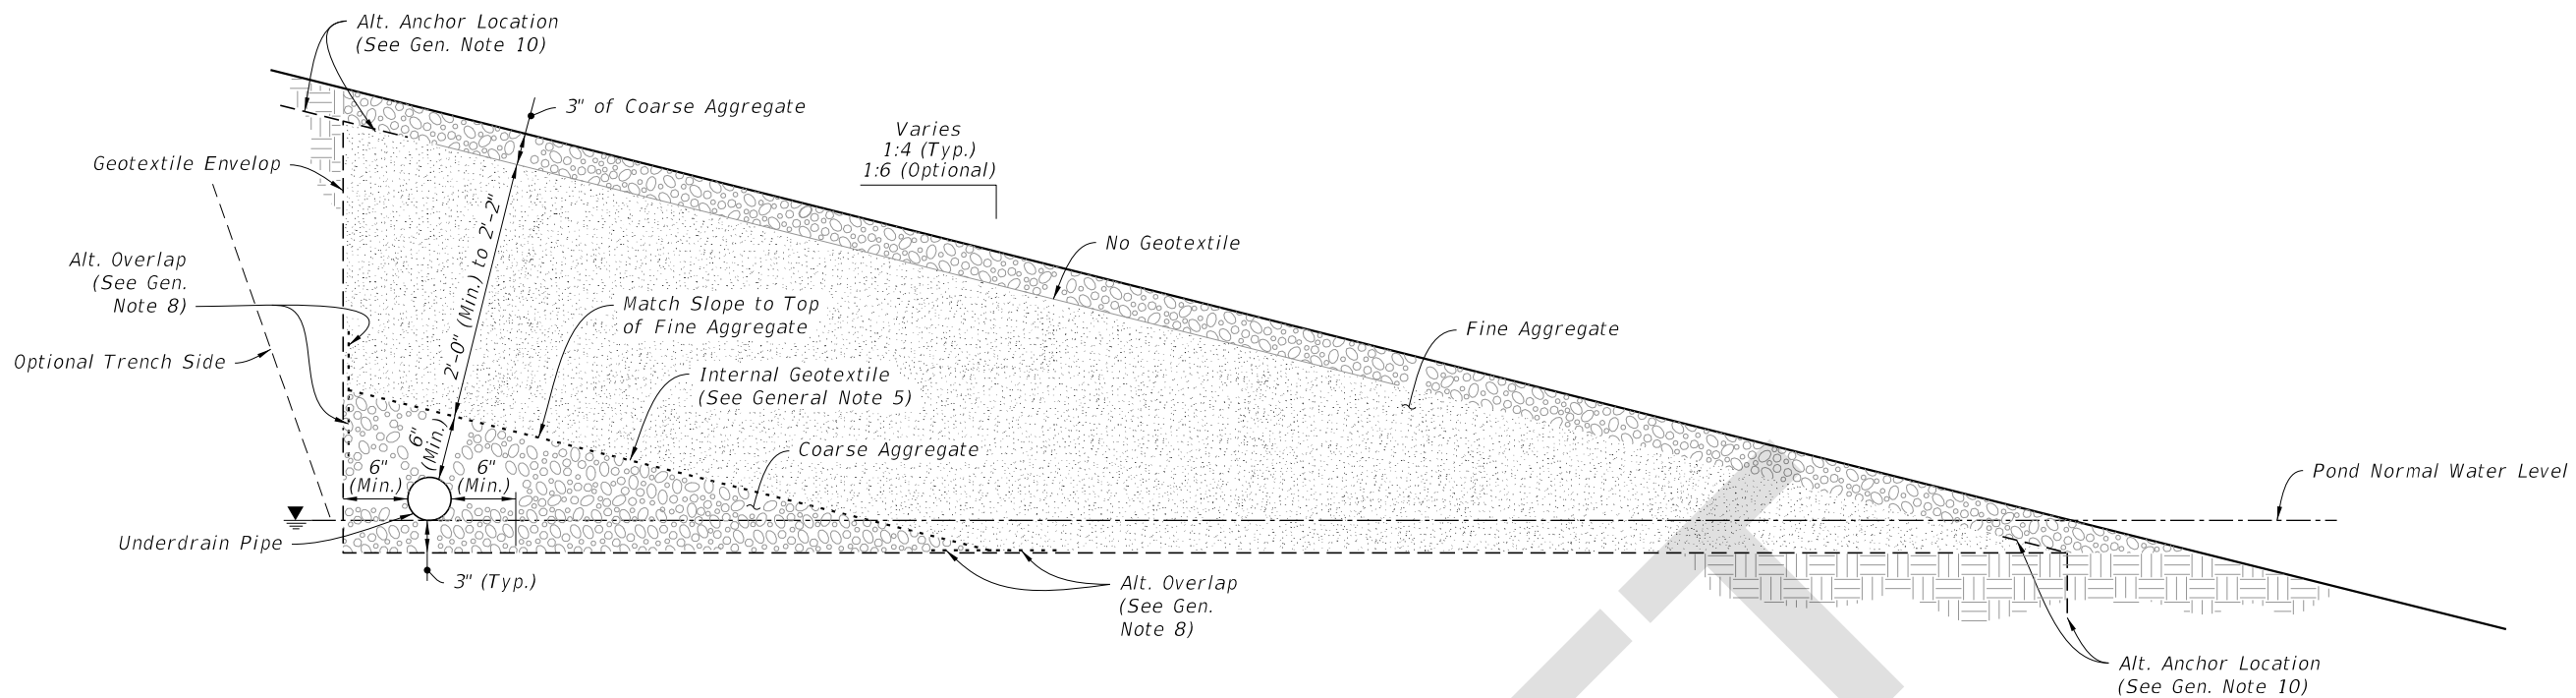 Alt. Anchor Location
(See Gen. Note 10)
3" of Coarse Aggregate
Varies
1:4 (Typ.)
1:6 (Optional)
Geotextile Envelop
No Geotextile
2'-0" (Min.) to 2'-2"
Alt. Overlap
(See Gen.
Note 8)
Match Slope to Top
of Fine Aggregate
Fine Aggregate
Optional Trench Side
Internal Geotextile
(See General Note 5)
6"
(Min.)
Coarse Aggregate
6"
(Min.)
6"
(Min.)
Pond Normal Water Level
Underdrain Pipe
3" (Typ.)
Alt. Overlap
(See Gen.
Note 8)
Alt. Anchor Location
(See Gen. Note 10)